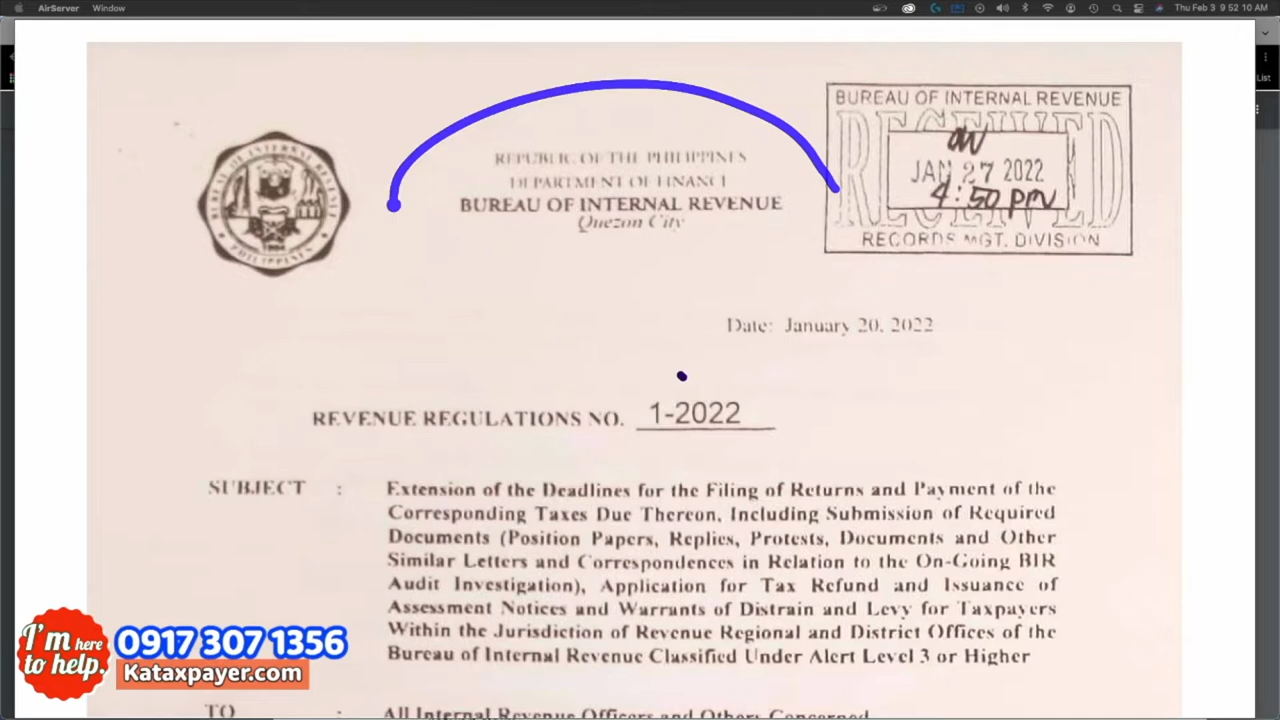 AirServer Window Thu Feb 3 9 52 10 AM
BUREAU OF INTERNAL REVENUE
RECEIVED
JAN 27 2022
4:50 pm
RECORDS MGT. DIVISION
BUREAU OF INTERNAL REVENUE
PHILIPPINES
REPUBLIC OF THE PHILIPPINES
DEPARTMENT OF FINANCE
BUREAU OF INTERNAL REVENUE
Quezon City
Date: January 20, 2022
REVENUE REGULATIONS NO. 1-2022
SUBJECT : Extension of the Deadlines for the Filing of Returns and Payment of the
Corresponding Taxes Due Thereon, Including Submission of Required
Documents (Position Papers, Replies, Protests, Documents and Other
Similar Letters and Correspondences in Relation to the On-Going BIR
Audit Investigation), Application for Tax Refund and Issuance of
Assessment Notices and Warrants of Distrain and Levy for Taxpayers
Within the Jurisdiction of Revenue Regional and District Offices of the
Bureau of Internal Revenue Classified Under Alert Level 3 or Higher
TO : All Internal Revenue Officers and Others Concerned
I'm here
to help.
0917 307 1356
Kataxpayer.com
List